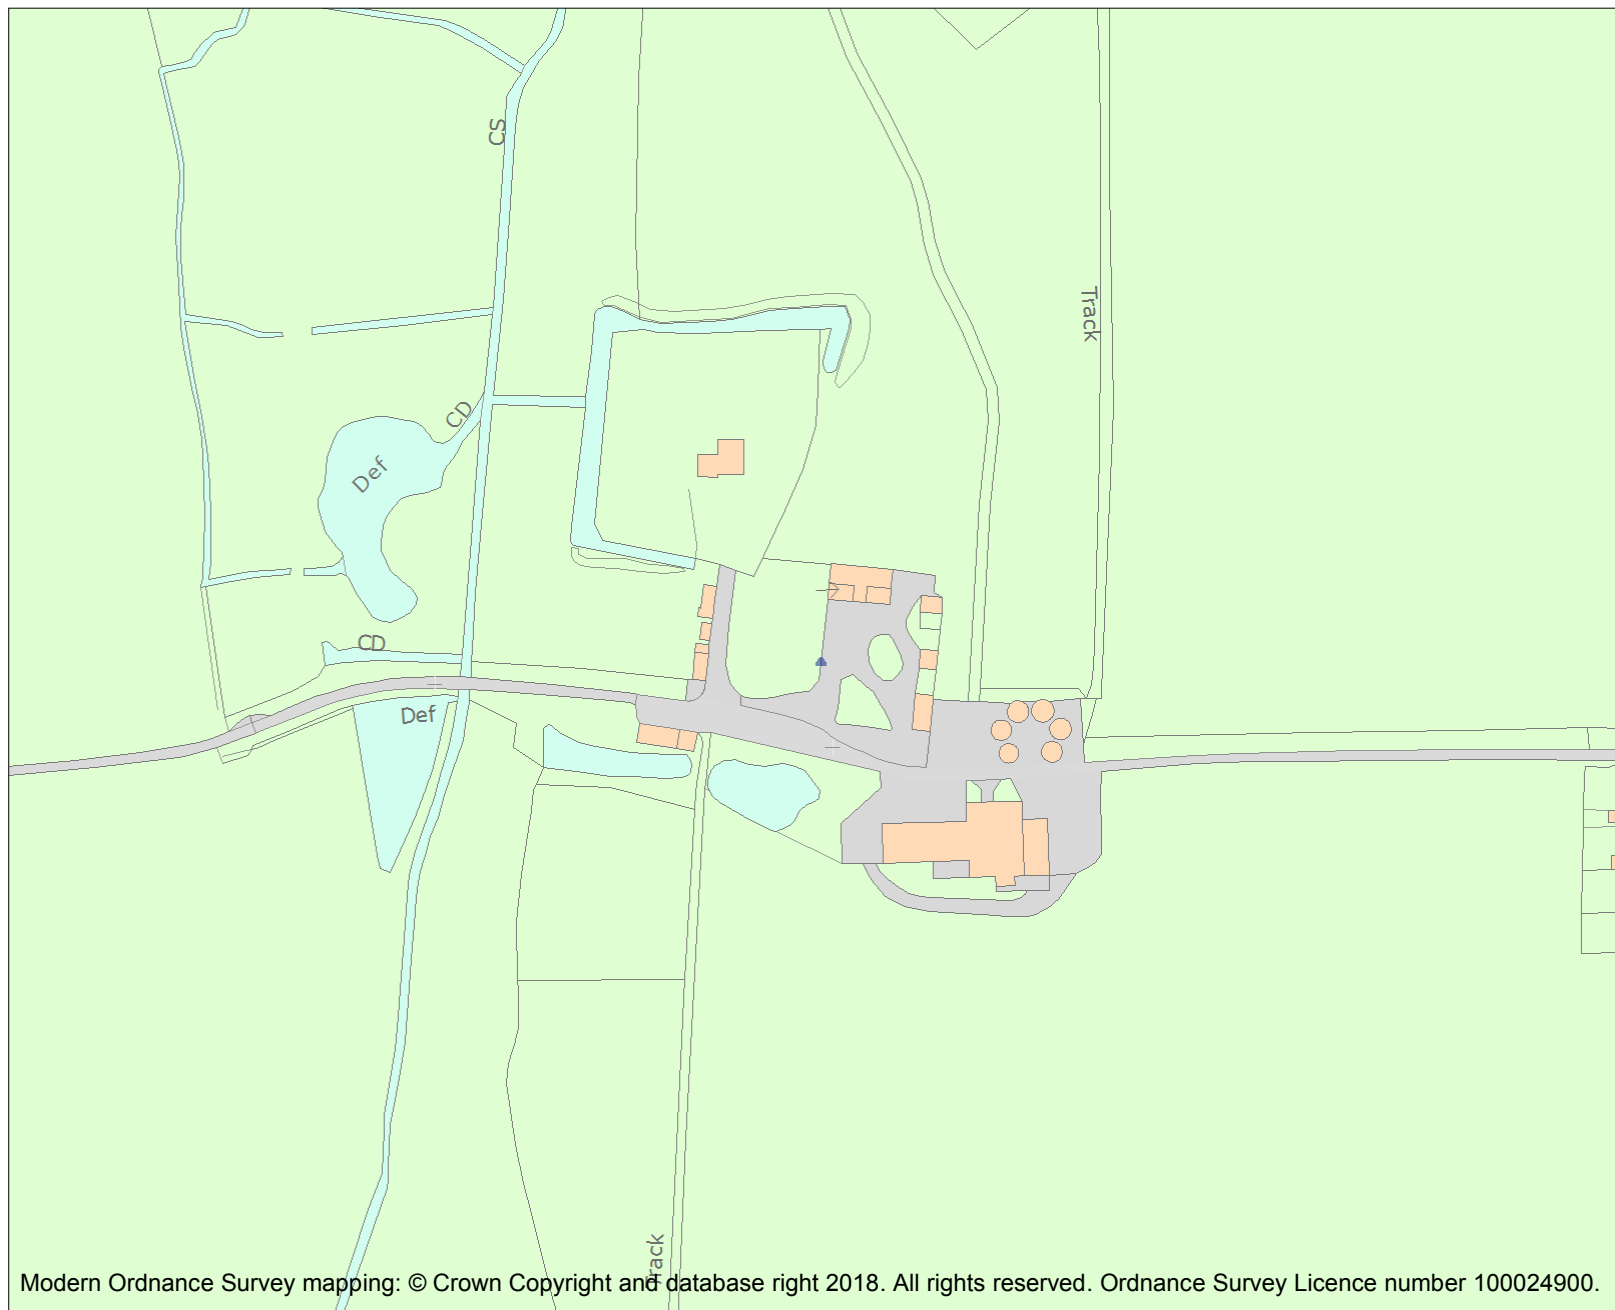 CS
Track
CD
Def
CD
Def
Track
Modern Ordnance Survey mapping: © Crown Copyright and database right 2018. All rights reserved. Ordnance Survey Licence number 100024900.